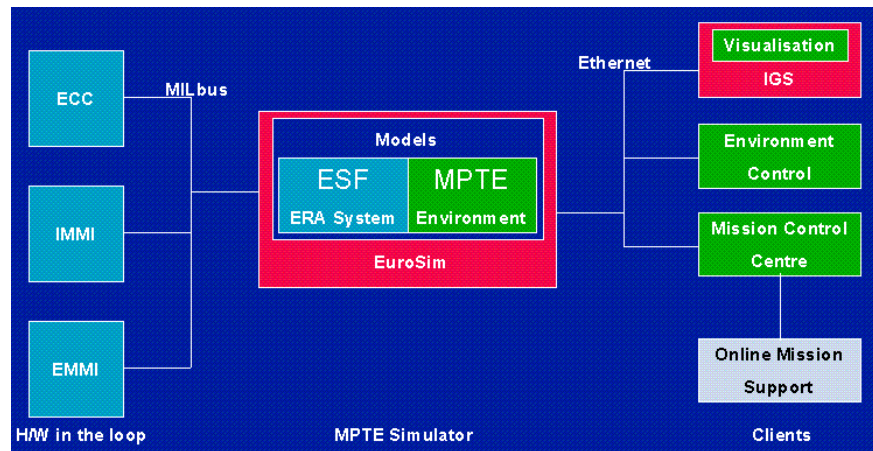 ECC
MILbus
IMMI
EMMI
H/W in the loop
Models
ESF
ERA System
MPTE
Environment
EuroSim
MPTE Simulator
Ethernet
Visualisation
IGS
Environment
Control
Mission Control
Centre
Online Mission
Support
Clients